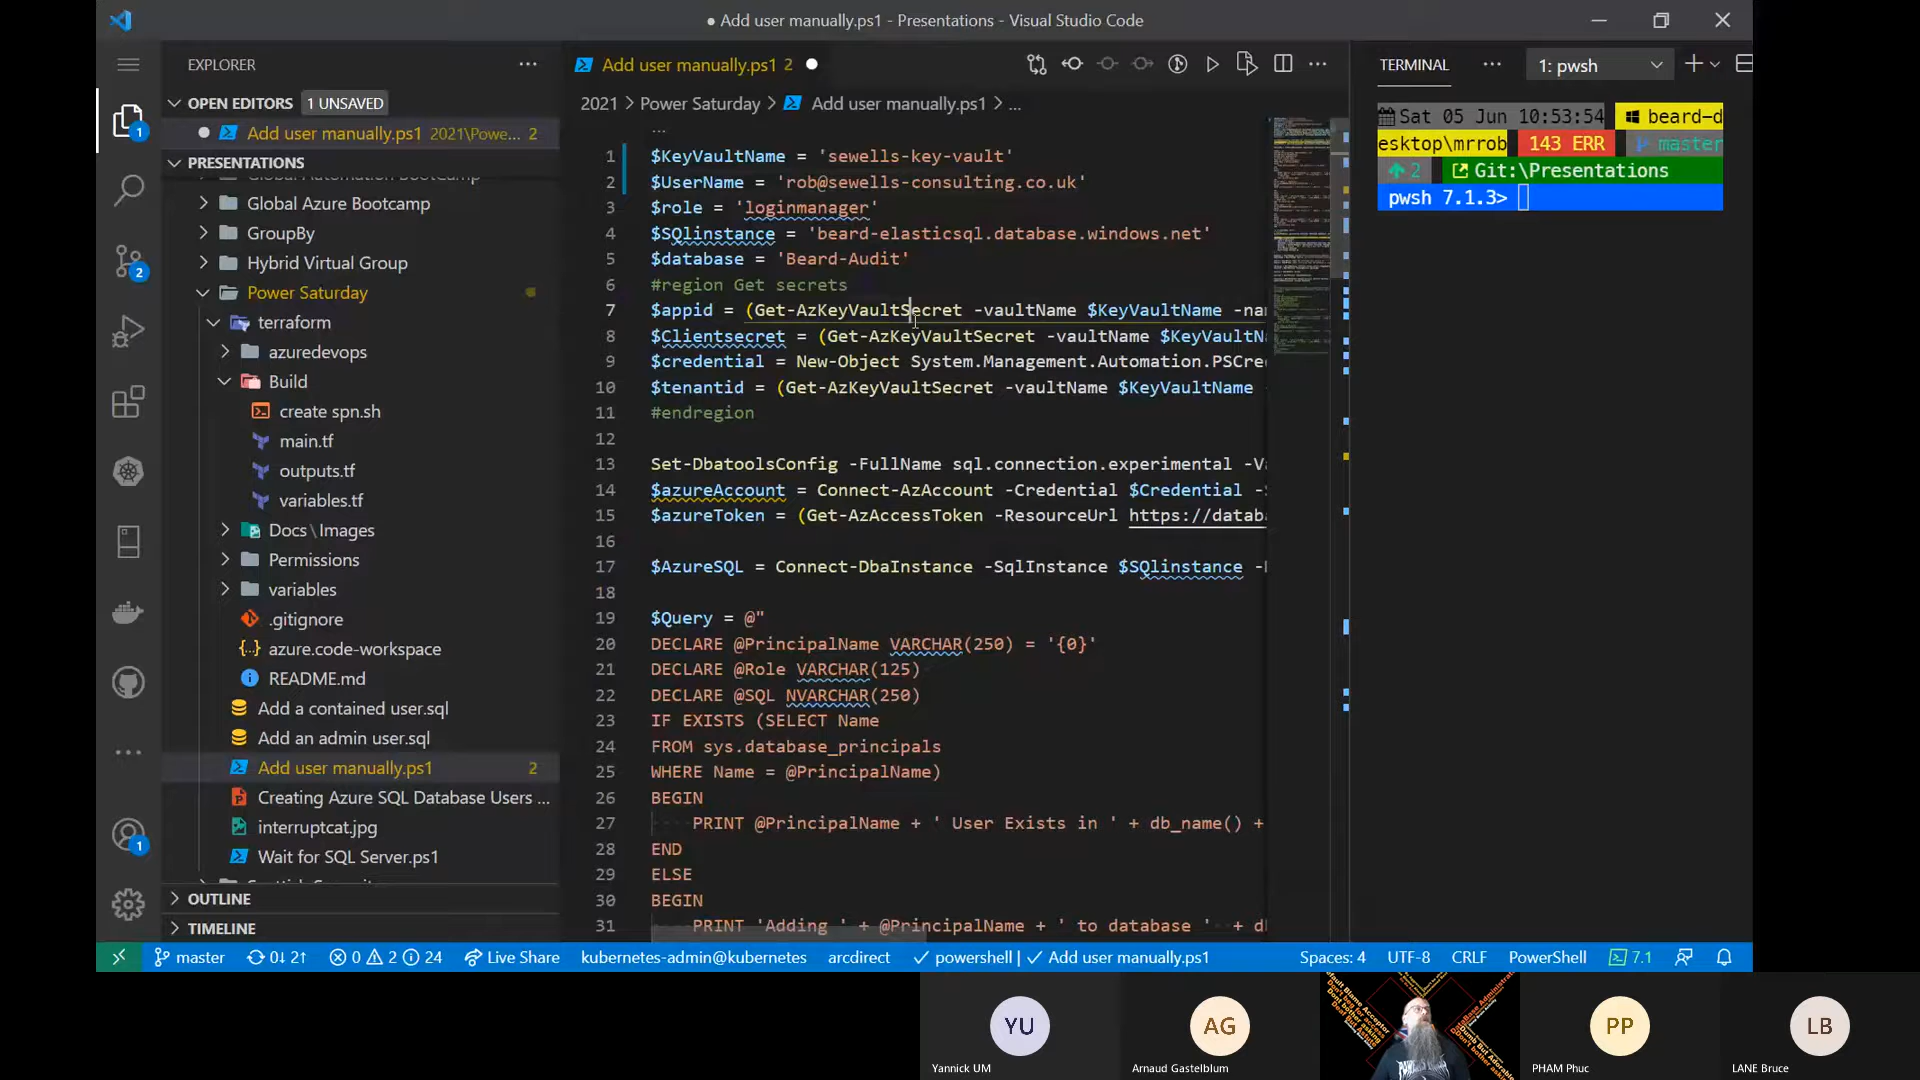 Add user manually.ps1 - Presentations - Visual Studio Code
EXPLORER
OPEN EDITORS
1 UNSAVED
Add user manually.ps1 2021\Powe... 2
PRESENTATIONS
Global Automation BootCamp
Global Azure Bootcamp
GroupBy
Hybrid Virtual Group
Power Saturday
terraform
azuredevops
Build
create spn.sh
main.tf
outputs.tf
variables.tf
Docs\Images
Permissions
variables
.gitignore
azure.code-workspace
README.md
Add a contained user.sql
Add an admin user.sql
Add user manually.ps1 2
Creating Azure SQL Database Users ...
interruptcat.jpg
Wait for SQL Server.ps1
OUTLINE
TIMELINE
1
2
1
Add user manually.ps1 2
2021 > Power Saturday > Add user manually.ps1 > ...
...
1 $KeyVaultName = 'sewells-key-vault'
2 $UserName = 'rob@sewells-consulting.co.uk'
3 $role = 'loginmanager'
4 $SQlinstance = 'beard-elasticsql.database.windows.net'
5 $database = 'Beard-Audit'
6 #region Get secrets
7 $appid = (Get-AzKeyVaultSecret -vaultName $KeyVaultName -nam
8 $Clientsecret = (Get-AzKeyVaultSecret -vaultName $KeyVaultN
9 $credential = New-Object System.Management.Automation.PSCre
10 $tenantid = (Get-AzKeyVaultSecret -vaultName $KeyVaultName
11 #endregion
12
13 Set-DbatoolsConfig -FullName sql.connection.experimental -Va
14 $azureAccount = Connect-AzAccount -Credential $Credential -S
15 $azureToken = (Get-AzAccessToken -ResourceUrl https://databa
16
17 $AzureSQL = Connect-DbaInstance -SqlInstance $SQlinstance -D
18
19 $Query = @"
20 DECLARE @PrincipalName VARCHAR(250) = '{0}'
21 DECLARE @Role VARCHAR(125)
22 DECLARE @SQL NVARCHAR(250)
23 IF EXISTS (SELECT Name
24 FROM sys.database_principals
25 WHERE Name = @PrincipalName)
26 BEGIN
27 PRINT @PrincipalName + ' User Exists in ' + db_name() +
28 END
29 ELSE
30 BEGIN
31 PRINT 'Adding ' + @PrincipalName + ' to database ' + d
TERMINAL
1: pwsh
Sat 05 Jun 10:53:54 beard-d
esktop\mrrob 143 ERR master
↑2 Git:\Presentations
pwsh 7.1.3>
master 0↓ 2↑ 0 2 24 Live Share kubernetes-admin@kubernetes arcdirect ✓ powershell | ✓ Add user manually.ps1 Spaces: 4 UTF-8 CRLF PowerShell 7.1
YU
Yannick UM
AG
Arnaud Gastelblum
PP
PHAM Phuc
LB
LANE Bruce